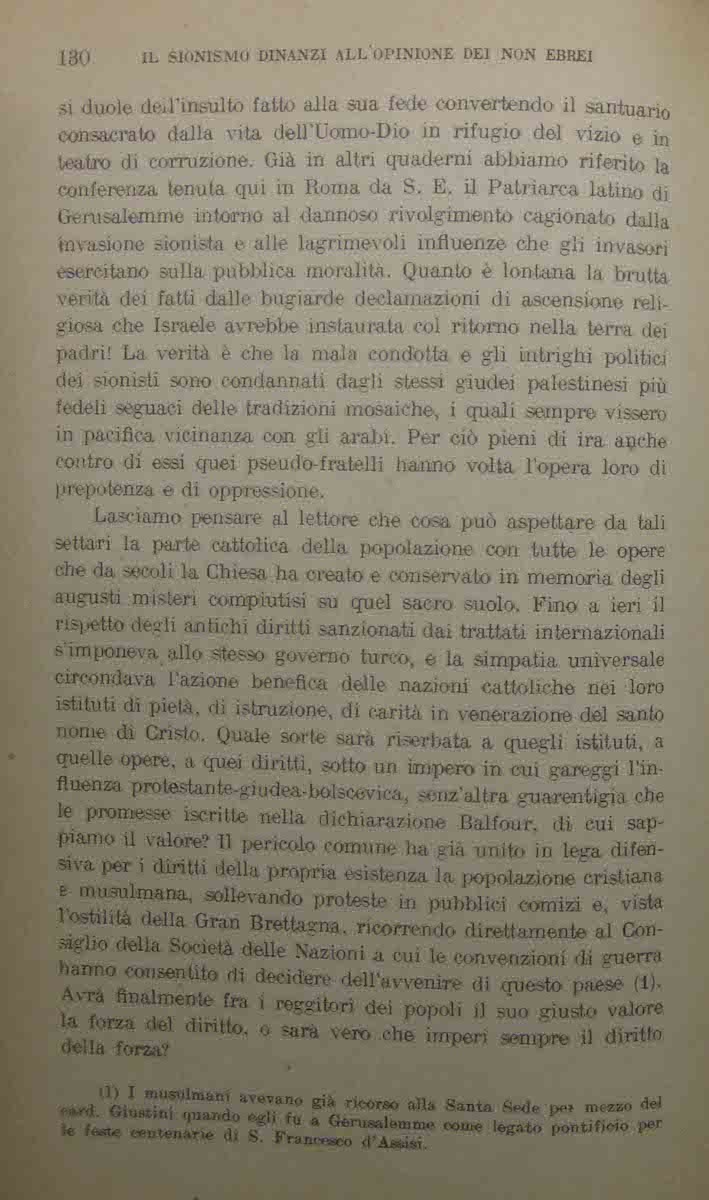 130 IL SIONISMO DINANZI ALL'OPINIONE DEI NON EBREI
si duole dell'insulto fatto alla sua fede convertendo il santuario
consacrato dalla vita dell'Uomo-Dio in rifugio del vizio e in
teatro di corruzione. Già in altri quaderni abbiamo riferito la
conferenza tenuta qui in Roma da S. E. il Patriarca latino di
Gerusalemme intorno al dannoso rivolgimento cagionato dalla
invasione sionista e alle lagrimevoli influenze che gli invasori
esercitano sulla pubblica moralità. Quanto è lontana la brutta
verità dei fatti dalle bugiarde declamazioni di ascensione reli-
giosa che Israele avrebbe instaurata col ritorno nella terra dei
padri! La verità è che la mala condotta e gli intrighi politici
dei sionisti sono condannati dagli stessi giudei palestinesi più
fedeli seguaci delle tradizioni mosaiche, i quali sempre vissero
in pacifica vicinanza con gli arabi. Per ciò pieni di ira anche
contro di essi quei pseudo-fratelli hanno volta l'opera loro di
prepotenza e di oppressione.
Lasciamo pensare al lettore che cosa può aspettare da tali
settari la parte cattolica della popolazione con tutte le opere
che da secoli la Chiesa ha creato e conservato in memoria degli
augusti misteri compiutisi su quel sacro suolo. Fino a ieri il
rispetto degli antichi diritti sanzionati dai trattati internazionali
s'imponeva allo stesso governo turco, e la simpatia universale
circondava l'azione benefica delle nazioni cattoliche nei loro
istituti di pietà, di istruzione, di carità in venerazione del santo
nome di Cristo. Quale sorte sarà riserbata a quegli istituti, a
quelle opere, a quei diritti, sotto un impero in cui gareggi l'in-
fluenza protestante-giudea-bolscevica, senz'altra guarentigia che
le promesse iscritte nella dichiarazione Balfour, di cui sap-
piamo il valore? Il pericolo comune ha già unito in lega difen-
siva per i diritti della propria esistenza la popolazione cristiana
e musulmana, sollevando proteste in pubblici comizi e, vista
l'ostilità della Gran Brettagna, ricorrendo direttamente al Con-
siglio della Società delle Nazioni a cui le convenzioni di guerra
hanno consentito di decidere dell'avvenire di questo paese (1).
Avrà finalmente fra i reggitori dei popoli il suo giusto valore
la forza del diritto, o sarà vero che imperi sempre il diritto
della forza?
(1) I musulmani avevano già ricorso alla Santa Sede per mezzo del
card. Giustini quando egli fu a Gerusalemme come legato pontificio per
le feste centenarie di S. Francesco d'Assisi.